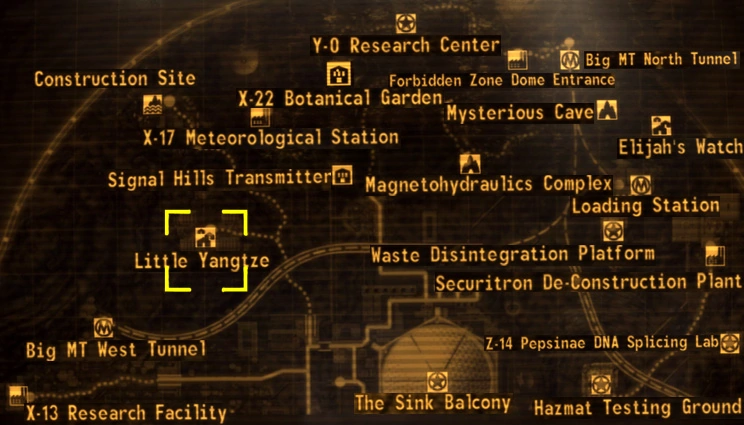 Y-0 Research Center
Big MT North Tunnel
Construction Site
Forbidden Zone Dome Entrance
X-22 Botanical Garden
Mysterious Cave
X-17 Meteorological Station
Elijah's Watch
Signal Hills Transmitter
Magnetohydraulics Complex
Loading Station
Little Yangtze
Waste Disintegration Platform
Securitron De-Construction Plant
Big MT West Tunnel
Z-14 Pepsinae DNA Splicing Lab
X-13 Research Facility
The Sink Balcony
Hazmat Testing Ground